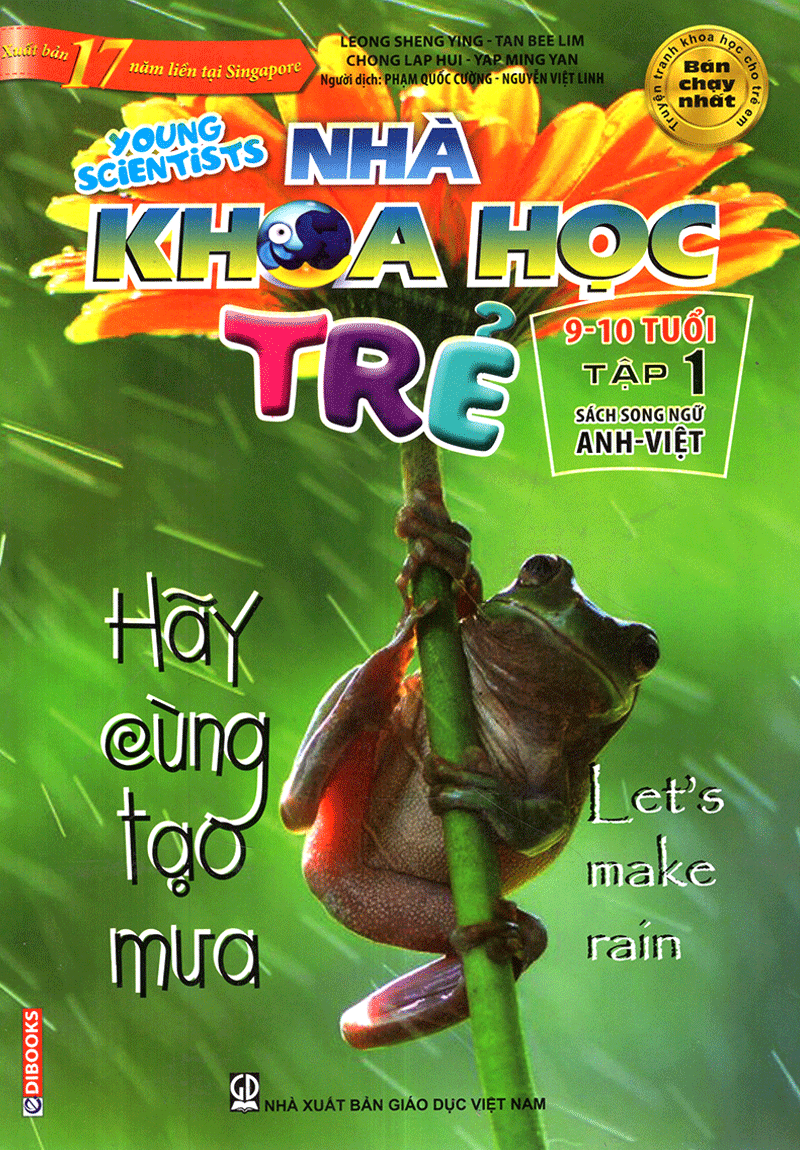 Xuất bản 17 năm liền tại Singapore
LEONG SHENG YING - TAN BEE LIM
CHONG LAP HUI - YAP MING YAN
Người dịch: PHẠM QUỐC CƯỜNG - NGUYỄN VIỆT LINH
Truyện tranh khoa học cho trẻ em
Bán
chạy
nhất
YOUNG
SCIENTISTS
NHÀ
KHOA HỌC
TRẺ
9-10 TUỔI
TẬP 1
SÁCH SONG NGỮ
ANH-VIỆT
Hãy
cùng
tạo
mưa
Let's
make
rain
eDIBOOKS
GD
NHÀ XUẤT BẢN GIÁO DỤC VIỆT NAM